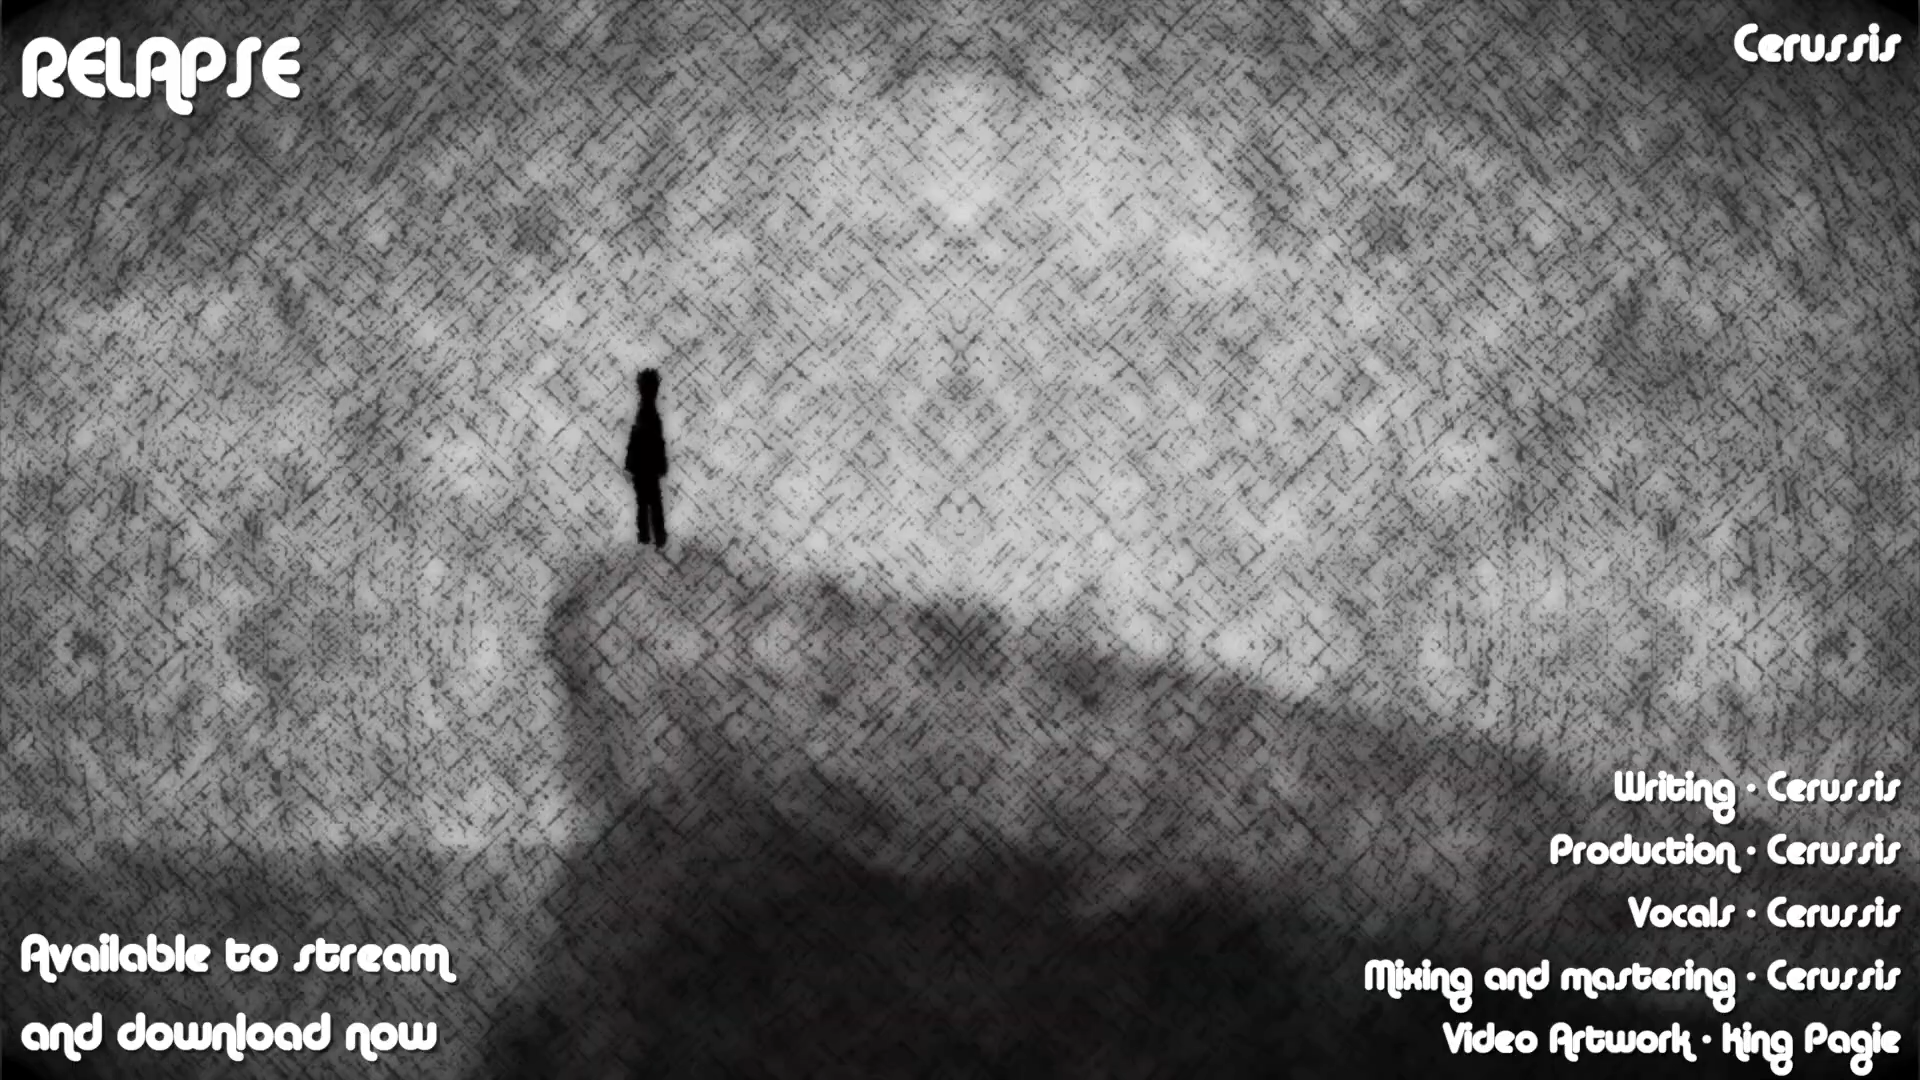 RELAPSE
Cerussis
Writing • Cerussis
Production • Cerussis
Vocals • Cerussis
Mixing and mastering • Cerussis
Video Artwork • King Pagie
Available to stream
and download now